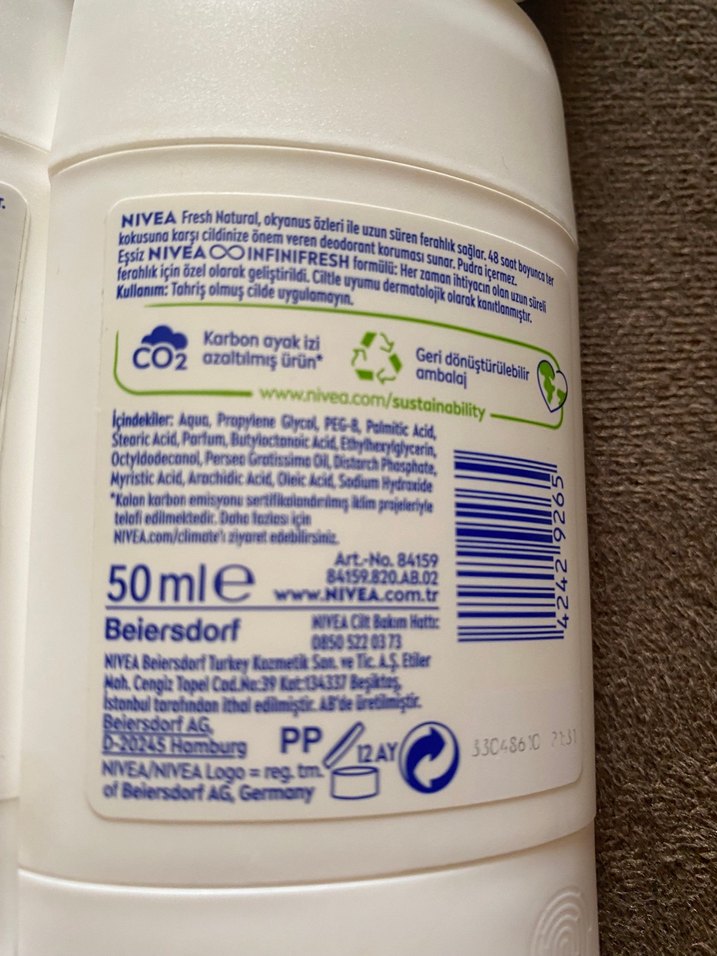 NIVEA Fresh Natural, okyanus özleri ile uzun süren ferahlık sağlar. 48 saat boyunca ter
kokusuna karşı cildinize önem veren deodorant koruması sunar. Pudra içermez.
Eşsiz NIVEA INFINIFRESH formülü: Her zaman ihtiyacın olan uzun süreli
ferahlık için özel olarak geliştirildi. Ciltle uyumu dermatolojik olarak kanıtlanmıştır.
Kullanım: Tahriş olmuş cilde uygulamayın.
CO2
Karbon ayak izi
azaltılmış ürün*
Geri dönüştürülebilir
ambalaj
www.nivea.com/sustainability
İçindekiler: Aqua, Propylene Glycol, PEG-8, Palmitic Acid,
Stearic Acid, Parfum, Butyloctanoic Acid, Ethylhexylglycerin,
Octyldodecanol, Persea Gratissima Oil, Distarch Phosphate,
Myristic Acid, Arachidic Acid, Oleic Acid, Sodium Hydroxide
*Kalan karbon emisyonu sertifikalandırılmış iklim projeleriyle
telafi edilmektedir. Daha fazlası için
NIVEA.com/climate'ı ziyaret edebilirsiniz.
4242 9265
50 ml e
Art.-No. 84159
84159.820.AB.02
www.NIVEA.com.tr
Beiersdorf
NIVEA Cilt Bakım Hattı:
0850 522 03 73
NIVEA Beiersdorf Turkey Kozmetik San. ve Tic. A.Ş. Etiler
Mah. Cengiz Topel Cad.No:39 Kat:1 34337 Beşiktaş,
İstanbul tarafından ithal edilmiştir. AB'de üretilmiştir.
Beiersdorf AG,
D-20245 Hamburg
PP
12 AY
NIVEA/NIVEA Logo = reg. tm.
of Beiersdorf AG, Germany